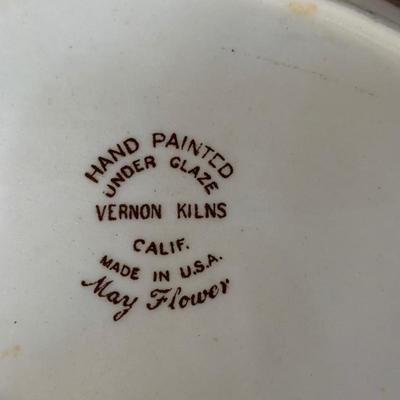 HAND PAINTED
UNDER GLAZE
VERNON KILNS
CALIF.
MADE IN U.S.A.
May Flower